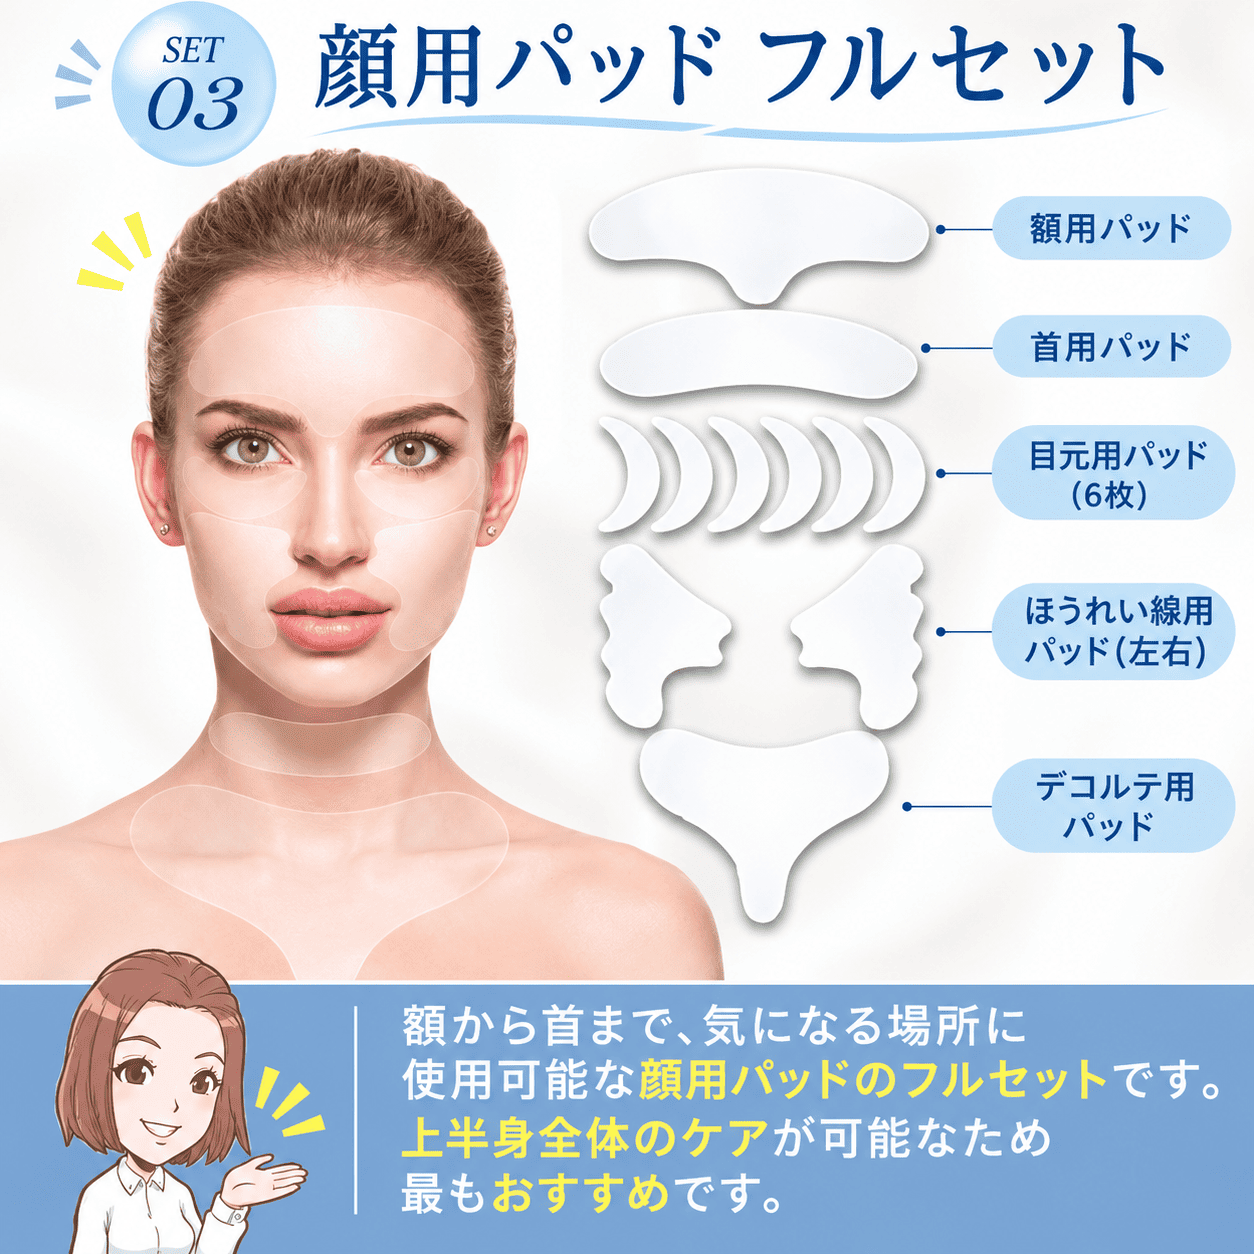 SET
03
顔用パッド フルセット
額用パッド
首用パッド
目元用パッド
(6枚)
ほうれい線用
パッド(左右)
デコルテ用
パッド
額から首まで、気になる場所に
使用可能な顔用パッドのフルセットです。
上半身全体のケアが可能なため
最もおすすめです。